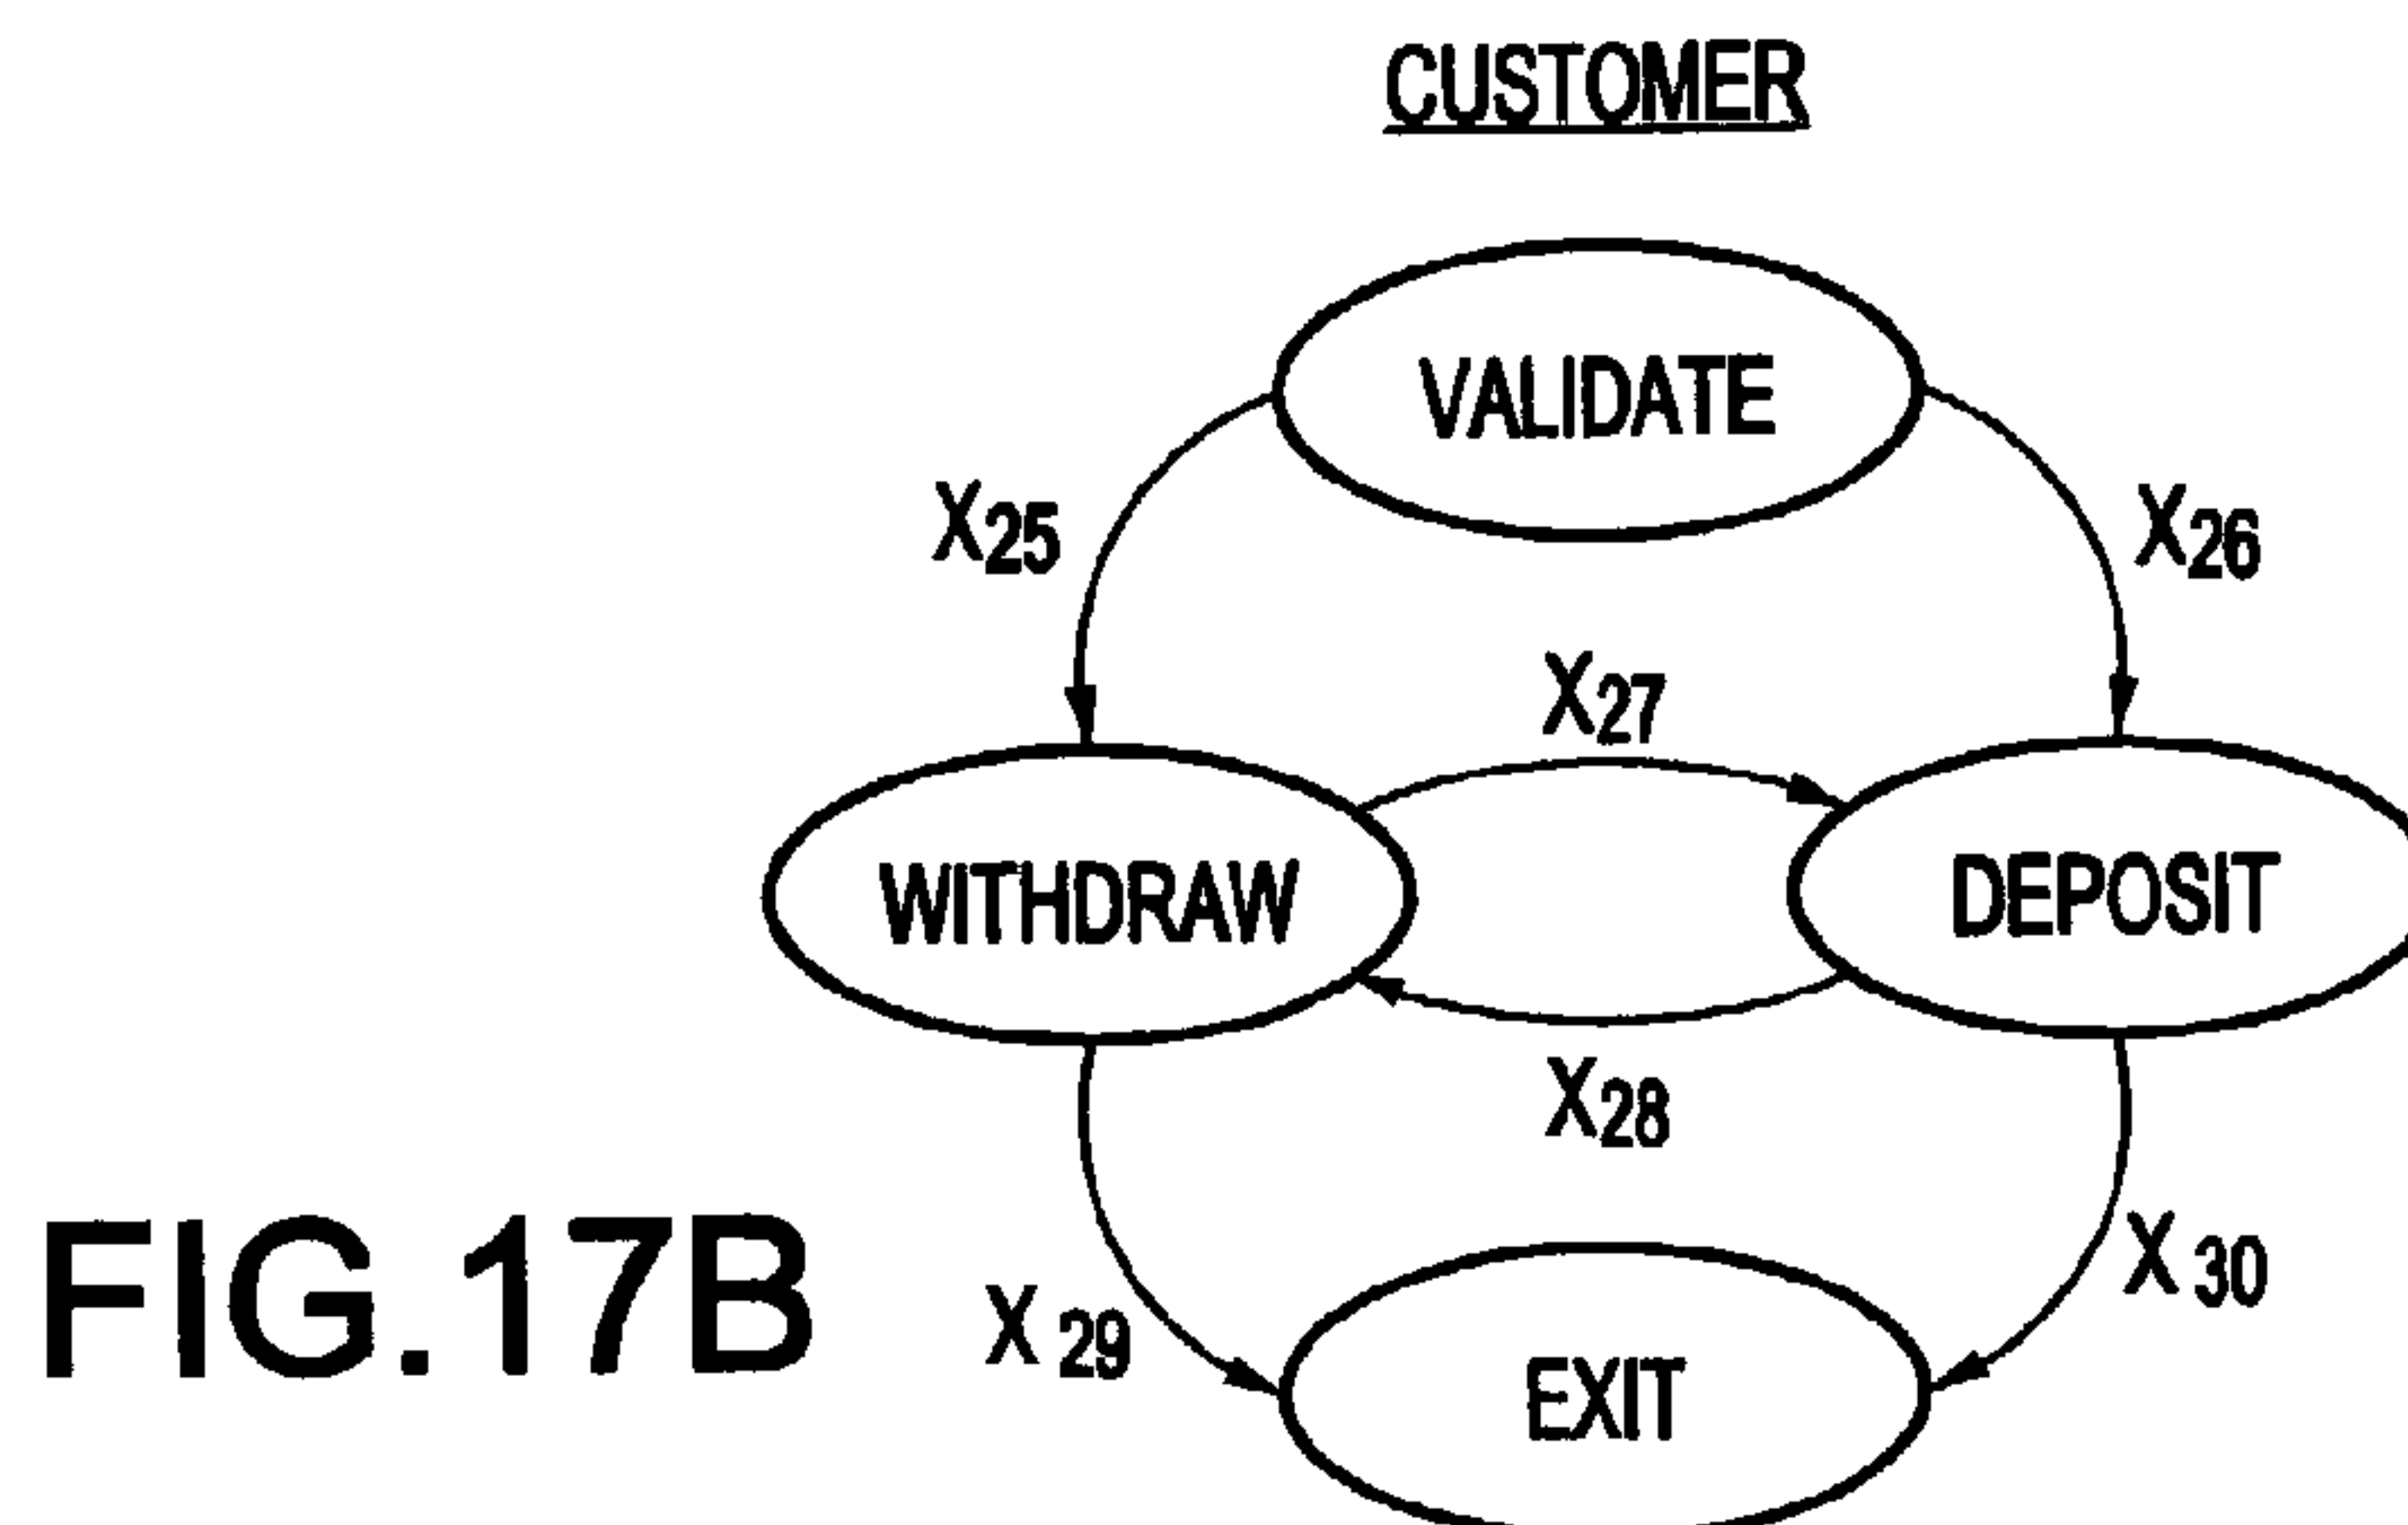 CUSTOMER
VALIDATE
X25
X26
X27
WITHDRAW
DEPOSIT
X28
X29
X30
EXIT
FIG.17B